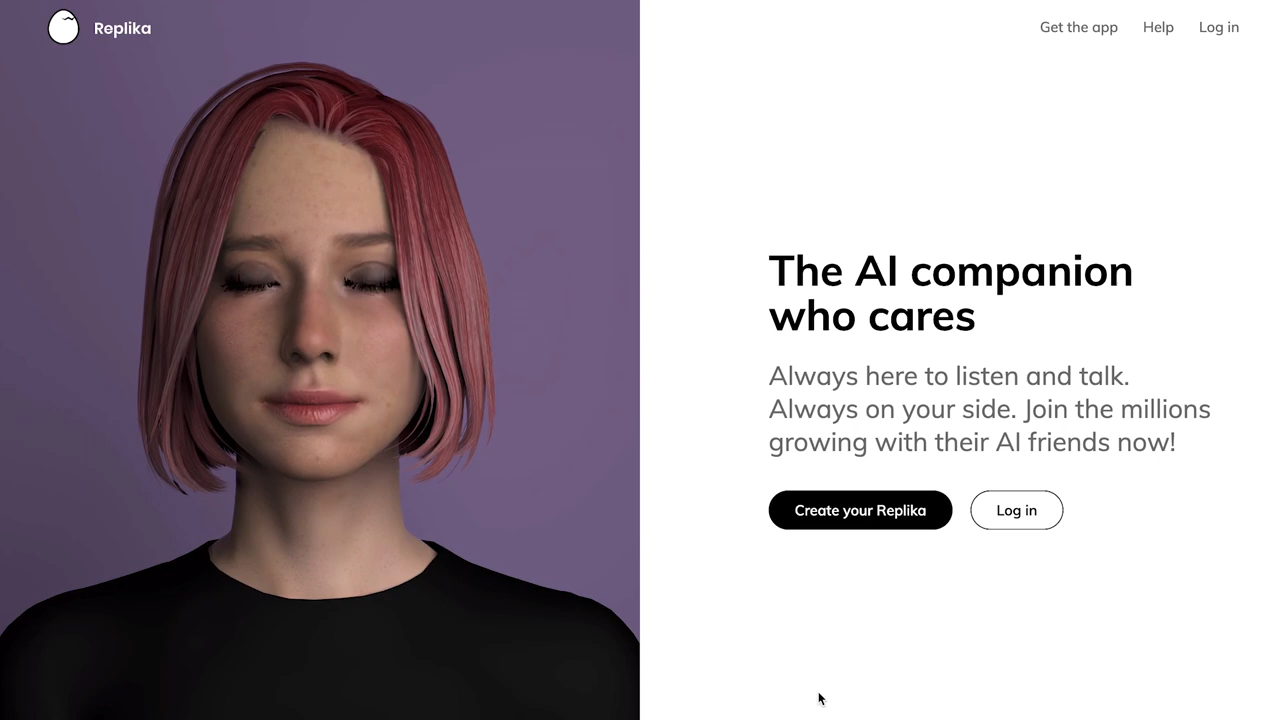 Replika
Get the app
Help
Log in
The AI companion
who cares
Always here to listen and talk.
Always on your side. Join the millions
growing with their AI friends now!
Create your Replika
Log in